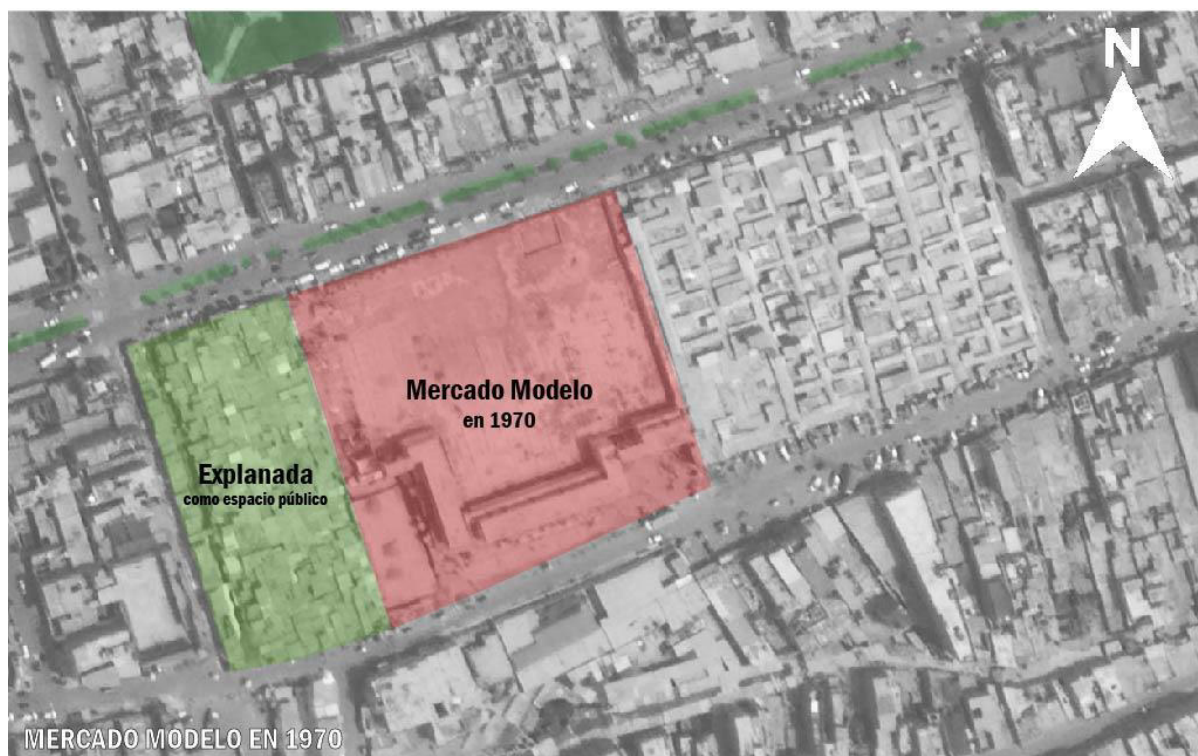 N
Mercado Modelo
en 1970
Explanada
como espacio público
MERCADO MODELO EN 1970